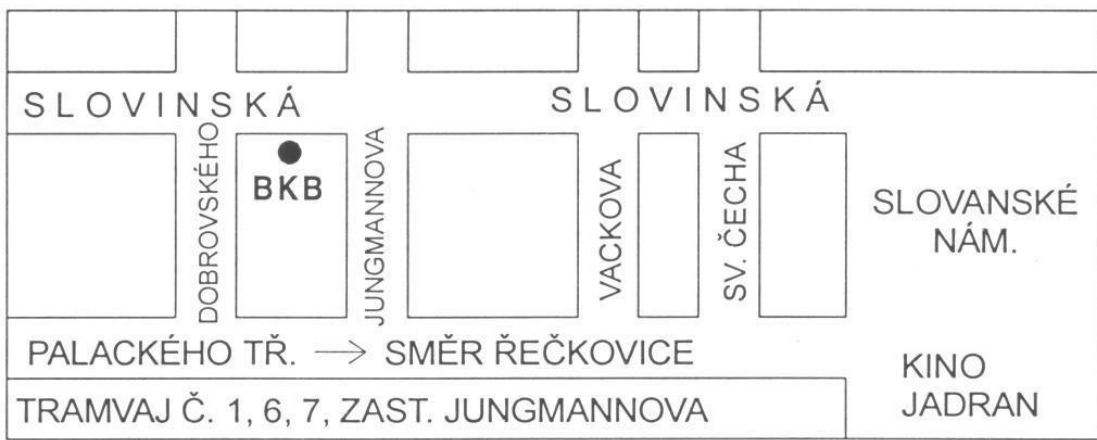 SLOVINSKÁ
SLOVINSKÁ
DOBROVSKÉHO
BKB
JUNGMANNOVA
VACKOVA
SV. ČECHA
SLOVANSKÉ
NÁM.
PALACKÉHO TŘ. → SMĚR ŘEČKOVICE
KINO
JADRAN
TRAMVAJ Č. 1, 6, 7, ZAST. JUNGMANNOVA